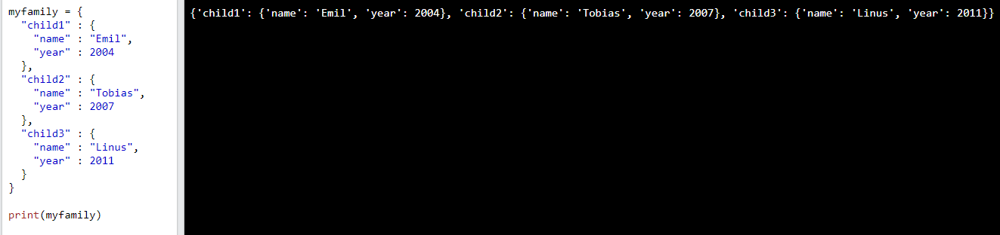 myfamily = {
  "child1" : {
    "name" : "Emil",
    "year" : 2004
  },
  "child2" : {
    "name" : "Tobias",
    "year" : 2007
  },
  "child3" : {
    "name" : "Linus",
    "year" : 2011
  }
}

print(myfamily)
{'child1': {'name': 'Emil', 'year': 2004}, 'child2': {'name': 'Tobias', 'year': 2007}, 'child3': {'name': 'Linus', 'year': 2011}}